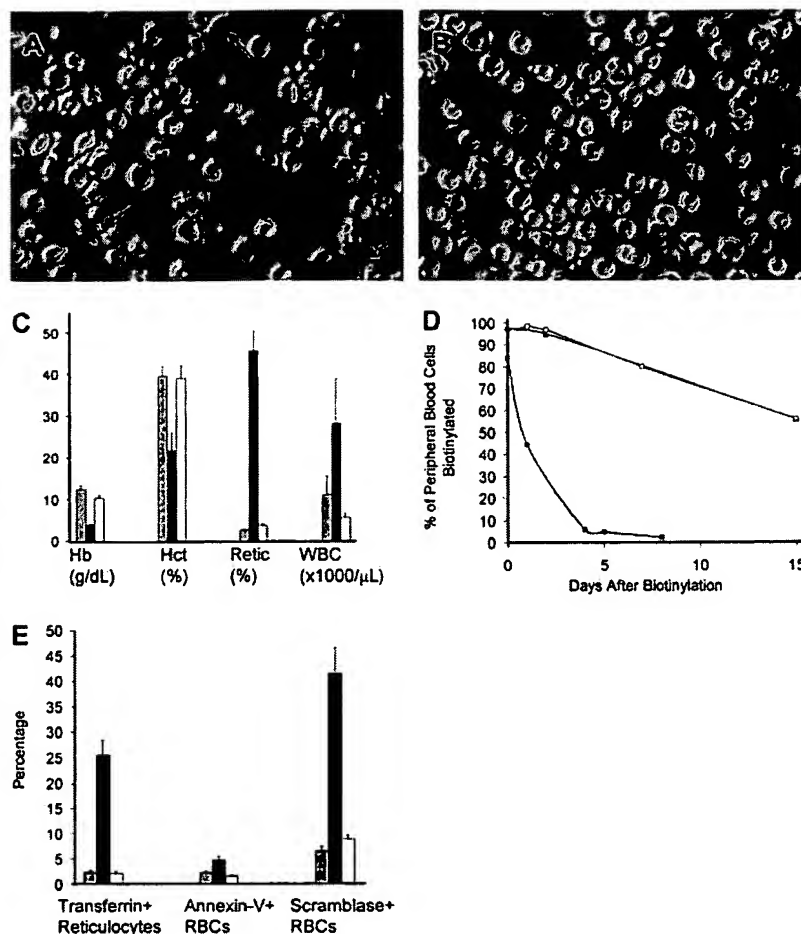 A
B
C
50
40
30
20
10
0
Hb Hct Retic WBC
(g/dL) (%) (%) (x1000/µL)
D
% of Peripheral Blood Cells
Biotinylated
100
90
80
70
60
50
40
30
20
10
0
0 5 10 15
Days After Biotinylation
E
Percentage
50
45
40
35
30
25
20
15
10
5
0
Transferrin+ Annexin-V+ Scramblase+
Reticulocytes RBCs RBCs